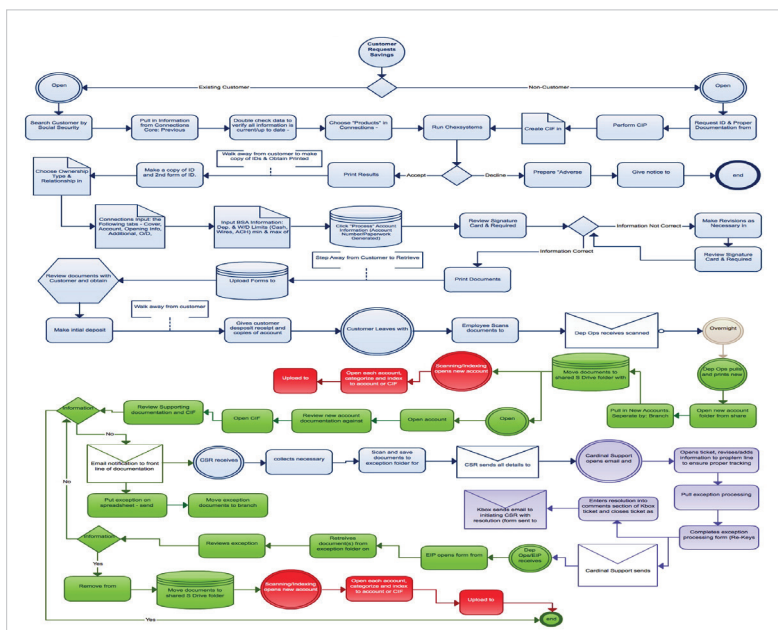 Customer
Requests
Savings
Open
Existing Customer
Non-Customer
Open
Search Customer by
Social Security
Pull in Information
from Connections
Core: Previous
Double check data to
verify all information is
current/up to date -
Choose "Products" in
Connections -
Run Chexsystems
Create CIF in
Perform CIP
Request ID & Proper
Documentation from
Choose Ownership
Type &
Relationship in
Make a copy of ID
and 2nd form of ID.
Walk away from customer to make
copy of IDs & Obtain Printed
Print Results
Accept
Decline
Prepare "Adverse
Give notice to
end
Connections Input: the
Following tabs - Cover,
Account, Opening Info,
Additional, O/D,
Input BSA Information;
Dep. & W/D Limits (Cash,
Wires, ACH) min & max of
Click "Process" Account
Information (Account
Number/Paperwork
Generated)
Review Signature
Card & Required
Information Not Correct
Make Revisions as
Necessary in
Review Signature
Card & Required
Information Correct
Review documents with
Customer and obtain
Upload Forms to
Step Away from Customer to Retrieve
Print Documents
Make intial deposit
Walk away from customer
Gives customer
desposit receipt and
copies of account
Customer Leaves with
Employee Scans
documents to
Dep Ops receives scanned
Overnight
Dep Ops pulls
and prints new
Open new account
folder from share
Pull in New Accounts.
Seperate by: Branch
Move documents to
shared S Drive folder with
Scanning/Indexing
opens new account
Open each account,
categorize and index
to account or CIF
Upload to
Open
Open account
Review new account
documentation against
Open CIF
Review Supporting
documentation and CIF
Information
No
Email notification to front
line of documentation
CSR receives
collects necessary
Scan and save
documents to
exception folder for
CSR sends all details to
Cardinal Support
opens email and
Opens ticket, revises/adds
information to proplem line
to ensure proper tracking
Pull exception processing
Completes exception
processing form (Re-Keys
Enters resolution into
comments section of Kbox
ticket and closes ticket as
Kbox sends email to
initiating CSR with
resolution (form sent to
Put exception on
spreadsheet - send
Move exception
documents to branch
No
Cardinal Support sends
Dep
Ops/EIP
receives
EIP opens form from
Retreives
document(s) from
exception folder on
Reviews exception
Information
Yes
Remove from
Move documents to
shared S Drive folder
Scanning/Indexing
opens new account
Open each account,
categorize and index
to account or CIF
Upload to
Yes
end